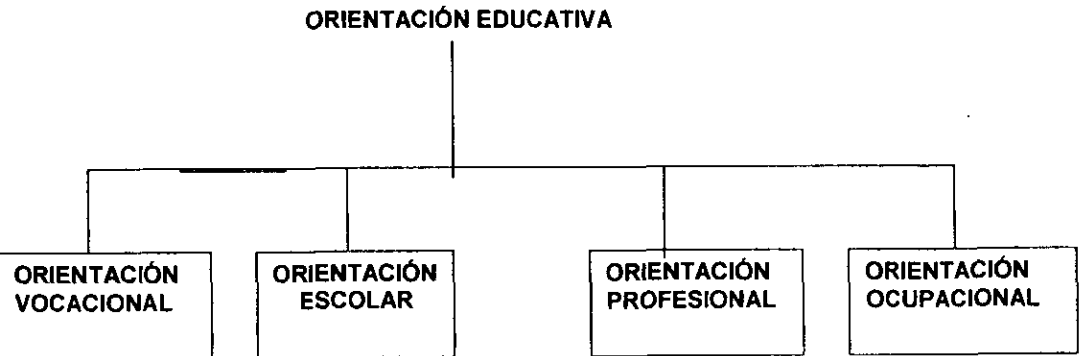 ORIENTACIÓN EDUCATIVA
ORIENTACIÓN
VOCACIONAL
ORIENTACIÓN
ESCOLAR
ORIENTACIÓN
PROFESIONAL
ORIENTACIÓN
OCUPACIONAL